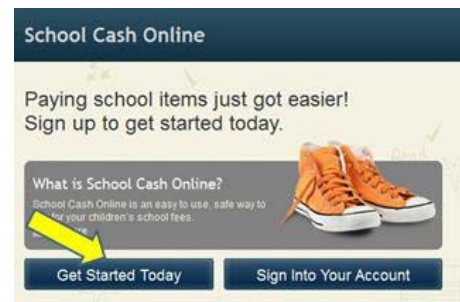 School Cash Online
Paying school items just got easier!
Sign up to get started today.
What is School Cash Online?
School Cash Online is an easy to use, safe way to
for your children's school fees.
Get Started Today
Sign Into Your Account